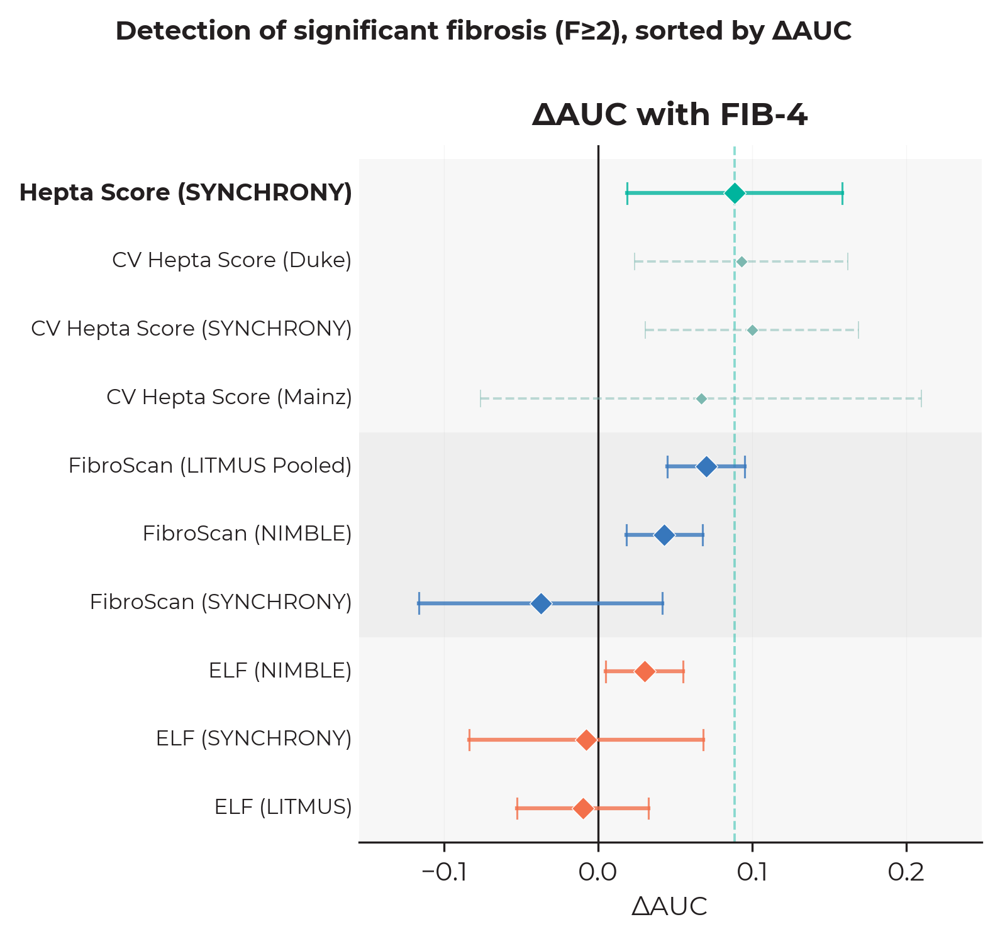 Detection of significant fibrosis (F≥2), sorted by ΔAUC
ΔAUC with FIB-4
Hepta Score (SYNCHRONY)
CV Hepta Score (Duke)
CV Hepta Score (SYNCHRONY)
CV Hepta Score (Mainz)
FibroScan (LITMUS Pooled)
FibroScan (NIMBLE)
FibroScan (SYNCHRONY)
ELF (NIMBLE)
ELF (SYNCHRONY)
ELF (LITMUS)
−0.1 0.0 0.1 0.2
ΔAUC